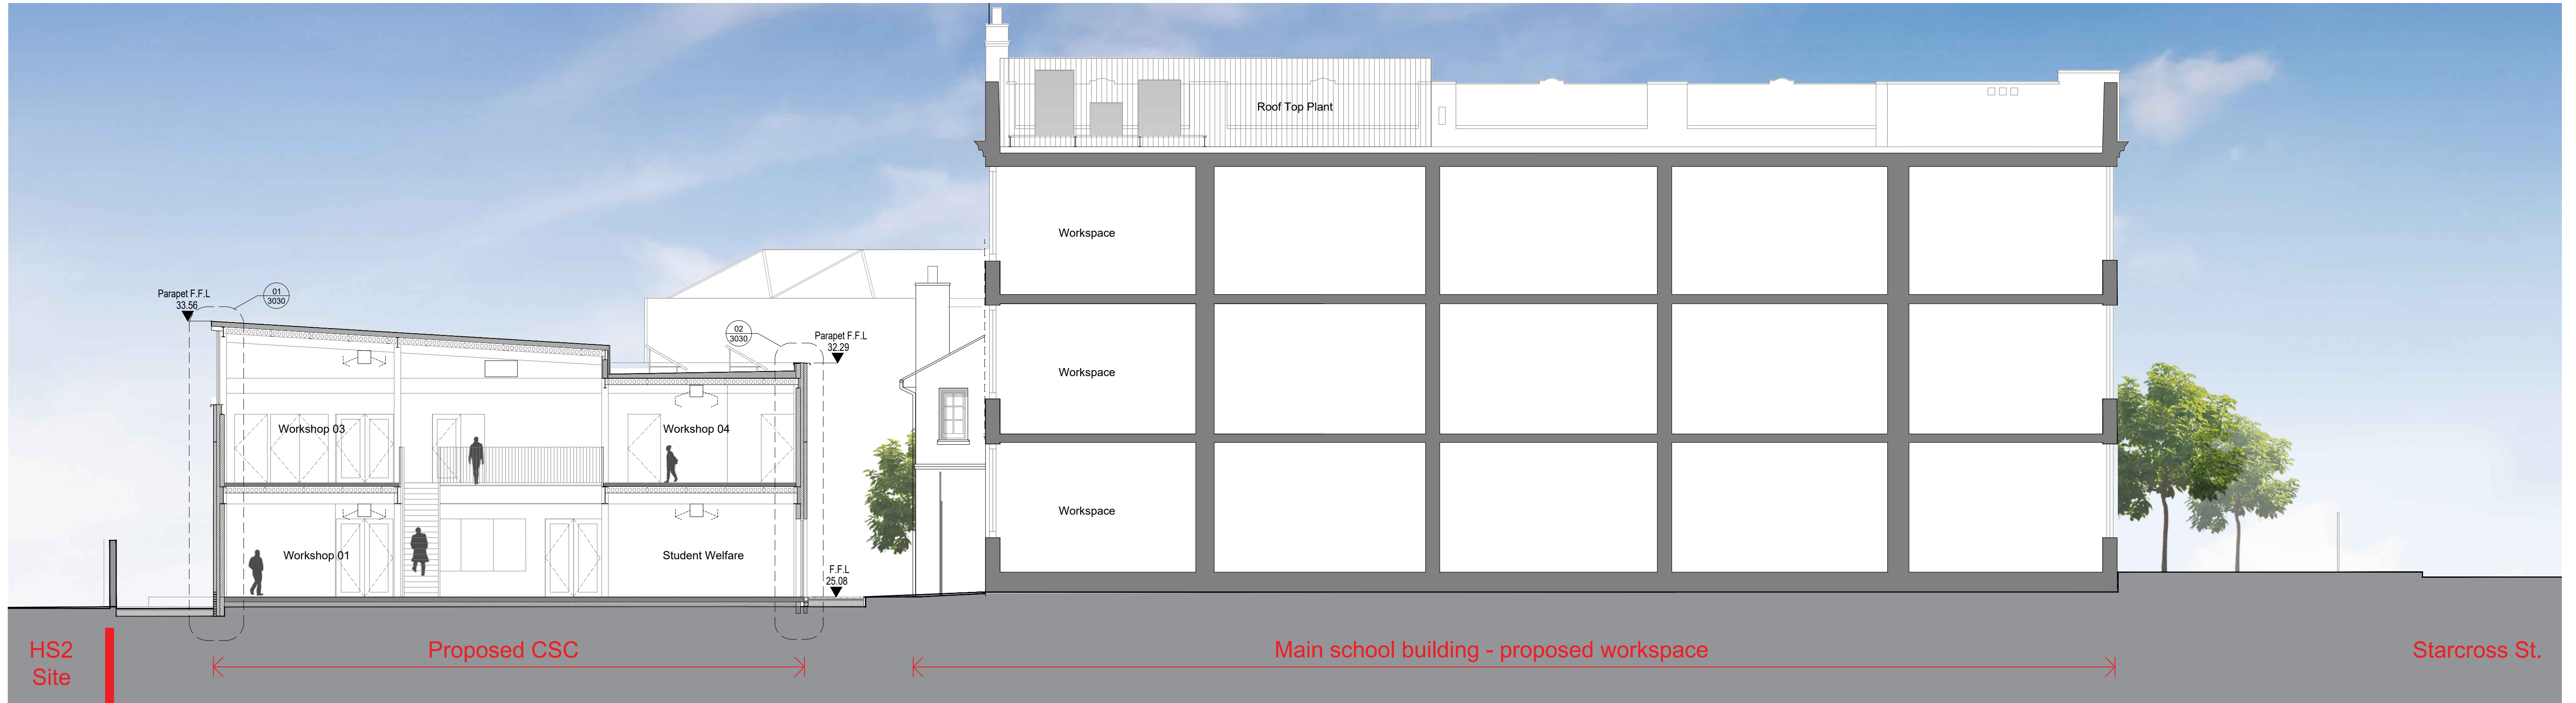 Roof Top Plant
Workspace
Parapet F.F.L
33.56
01
3030
02
3030
Parapet F.F.L
32.29
Workspace
Workshop 03
Workshop 04
Workspace
Workshop 01
Student Welfare
F.F.L
25.08
HS2
Site
Proposed CSC
Main school building - proposed workspace
Starcross St.